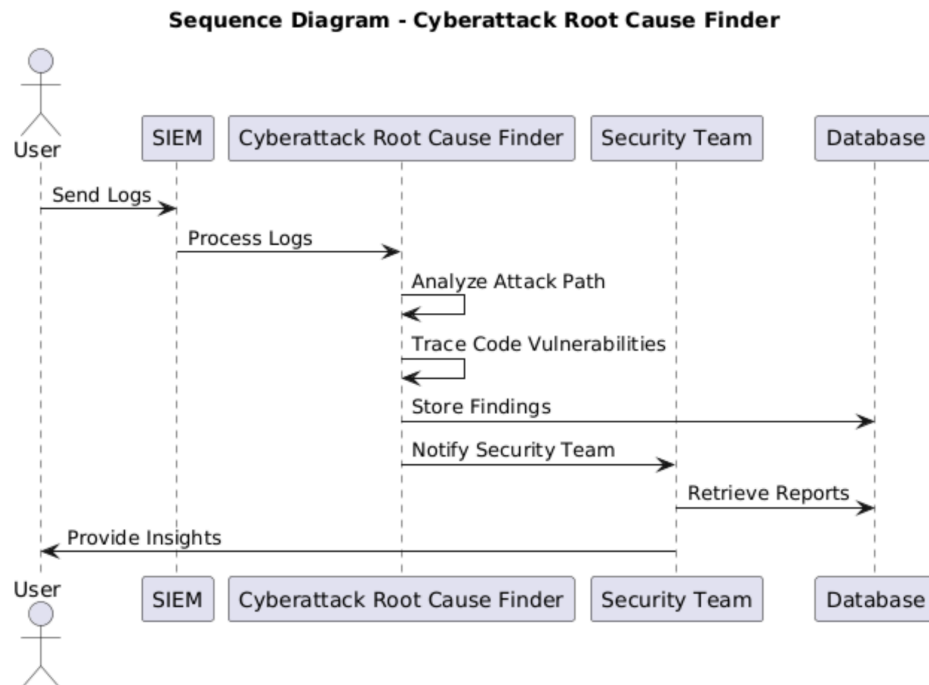 Sequence Diagram - Cyberattack Root Cause Finder
User
SIEM
Cyberattack Root Cause Finder
Security Team
Database
Send Logs
Process Logs
Analyze Attack Path
Trace Code Vulnerabilities
Store Findings
Notify Security Team
Retrieve Reports
Provide Insights
User
SIEM
Cyberattack Root Cause Finder
Security Team
Database